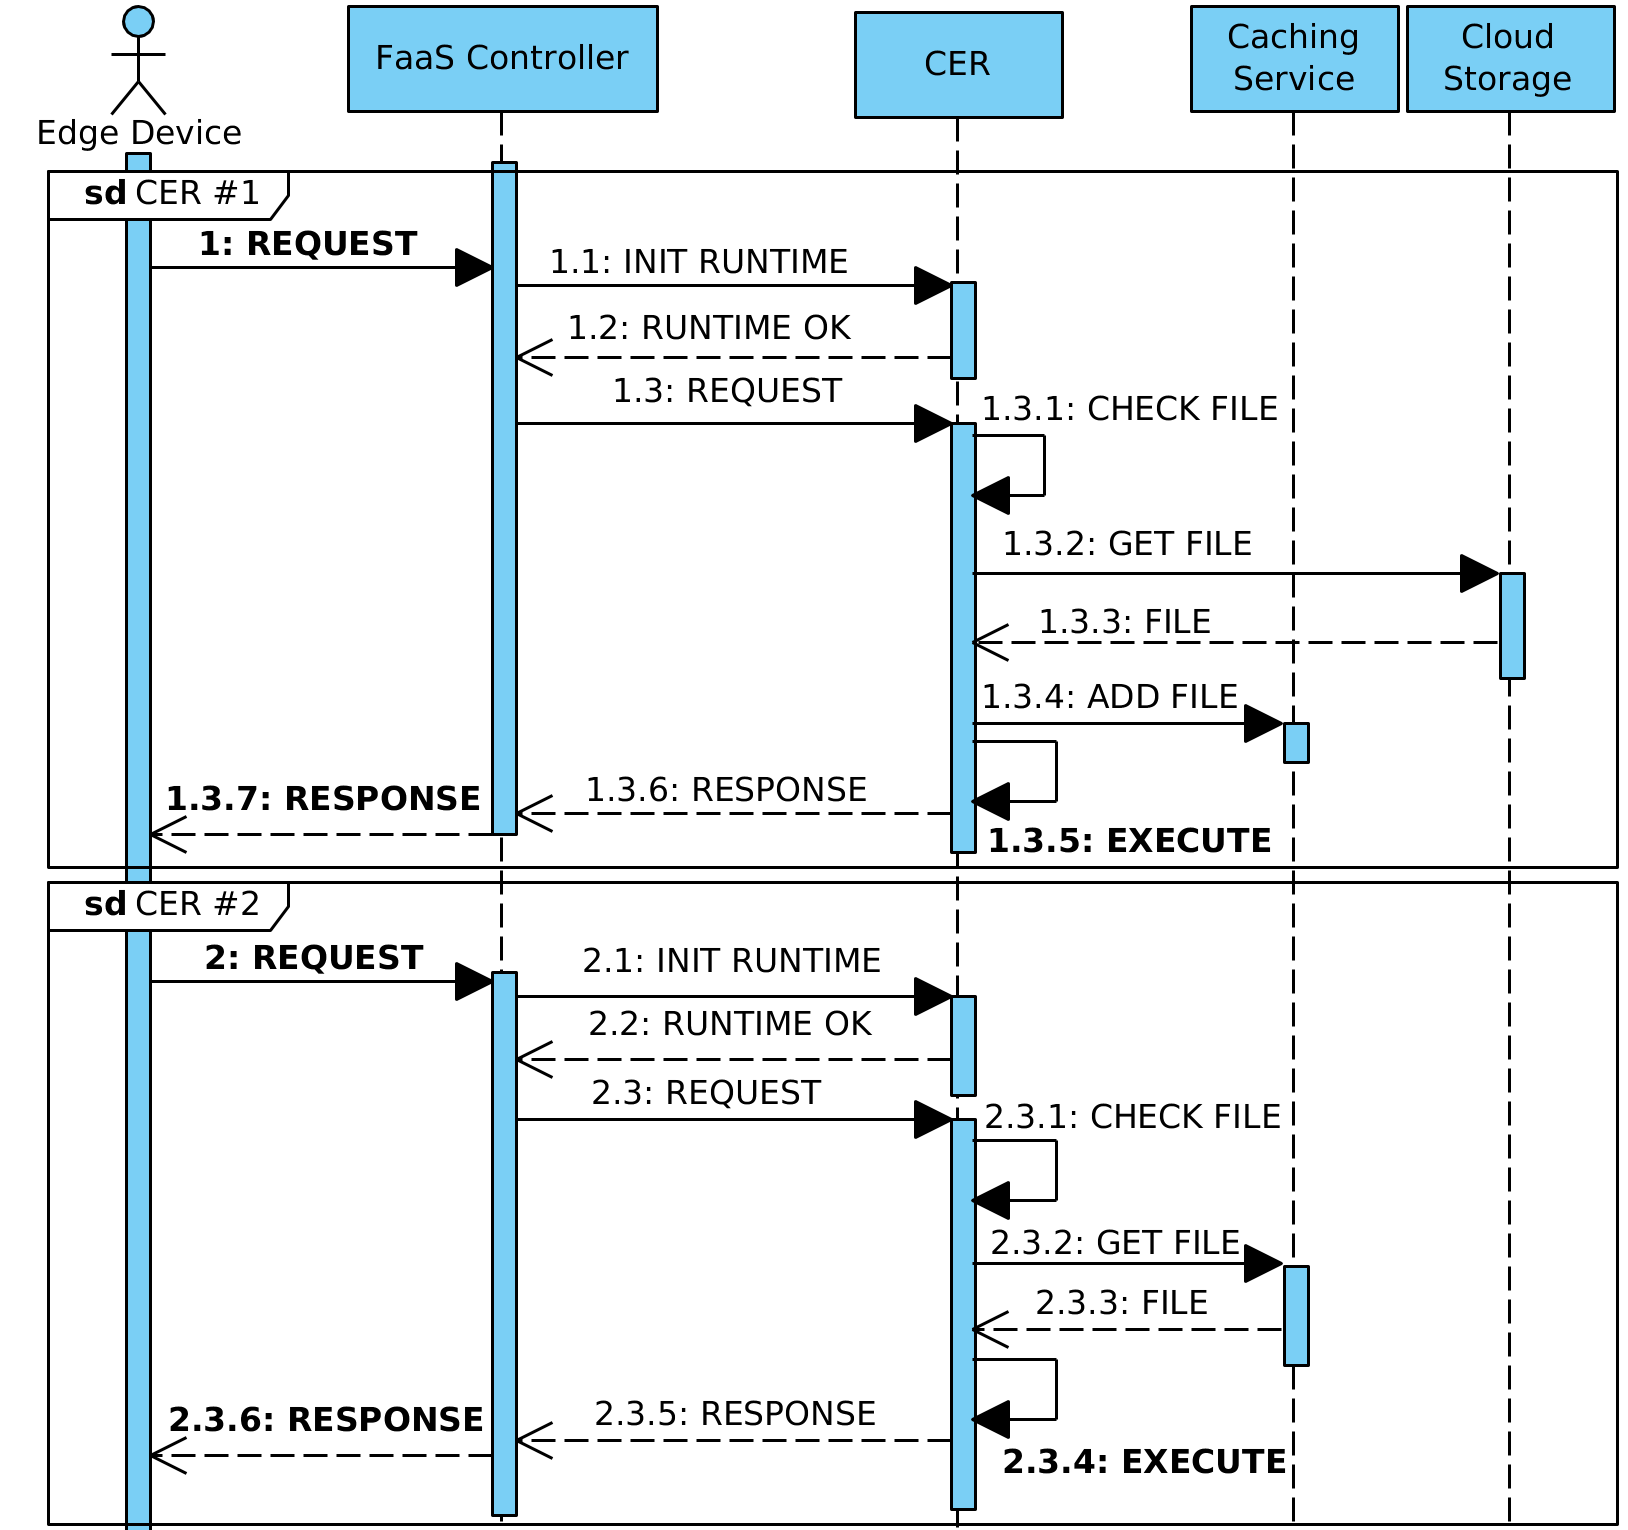 Edge Device
FaaS Controller
CER
Caching
Service
Cloud
Storage
sd CER #1
1: REQUEST
1.1: INIT RUNTIME
1.2: RUNTIME OK
1.3: REQUEST
1.3.1: CHECK FILE
1.3.2: GET FILE
1.3.3: FILE
1.3.4: ADD FILE
1.3.5: EXECUTE
1.3.6: RESPONSE
1.3.7: RESPONSE
sd CER #2
2: REQUEST
2.1: INIT RUNTIME
2.2: RUNTIME OK
2.3: REQUEST
2.3.1: CHECK FILE
2.3.2: GET FILE
2.3.3: FILE
2.3.4: EXECUTE
2.3.5: RESPONSE
2.3.6: RESPONSE